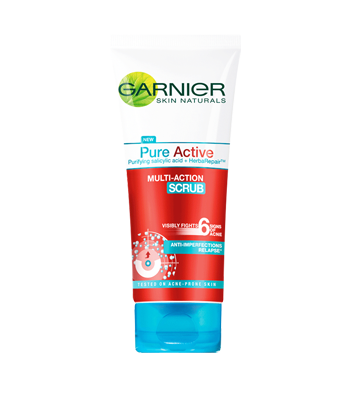 GARNIER
SKIN NATURALS
NEW
Pure Active
Purifying salicylic acid + HerbaRepair™
MULTI-ACTION
SCRUB
VISIBLY FIGHTS 6 SIGNS OF ACNE
ANTI-IMPERFECTIONS
RELAPSE*
TESTED ON ACNE-PRONE SKIN